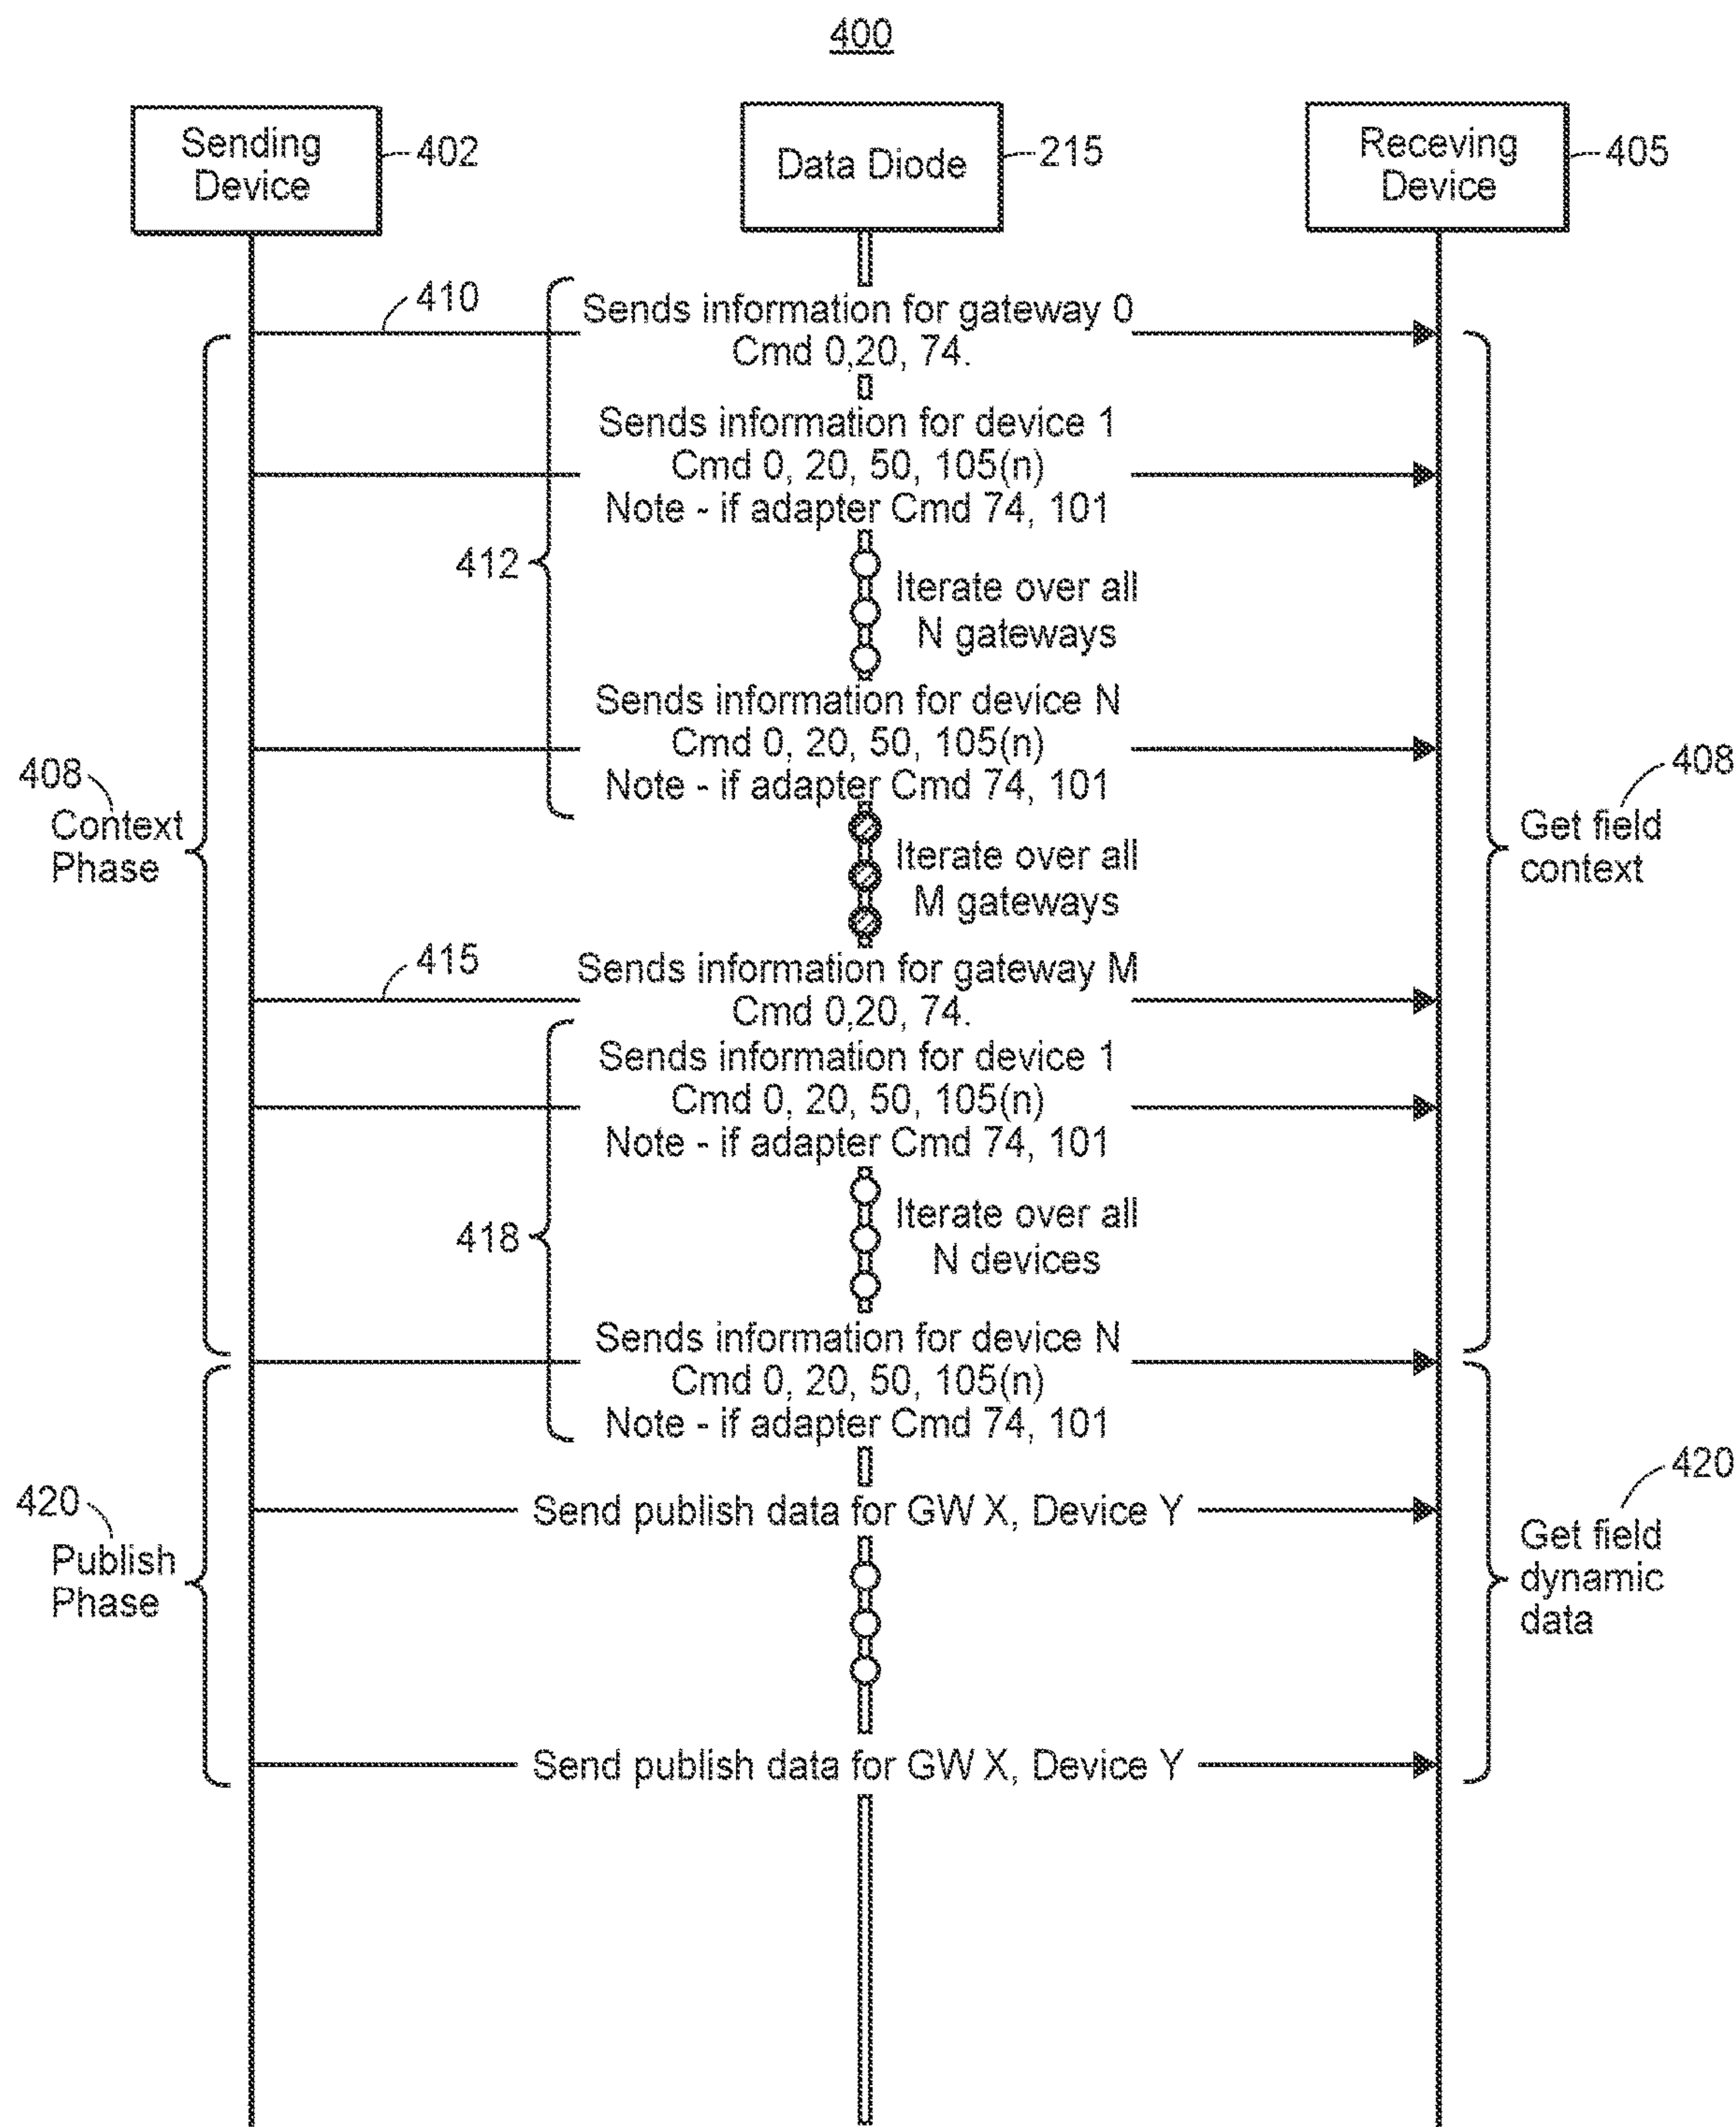 400
Sending
Device
402
Data Diode
215
Receving
Device
405
410
Sends information for gateway 0
Cmd 0,20, 74.
Sends information for device 1
Cmd 0, 20, 50, 105(n)
Note - if adapter Cmd 74, 101
412
Iterate over all
N gateways
Sends information for device N
Cmd 0, 20, 50, 105(n)
Note - if adapter Cmd 74, 101
408
Context
Phase
408
Get field
context
Iterate over all
M gateways
415
Sends information for gateway M
Cmd 0,20, 74.
Sends information for device 1
Cmd 0, 20, 50, 105(n)
Note - if adapter Cmd 74, 101
418
Iterate over all
N devices
Sends information for device N
Cmd 0, 20, 50, 105(n)
Note - if adapter Cmd 74, 101
420
Publish
Phase
Send publish data for GW X, Device Y
420
Get field
dynamic
data
Send publish data for GW X, Device Y